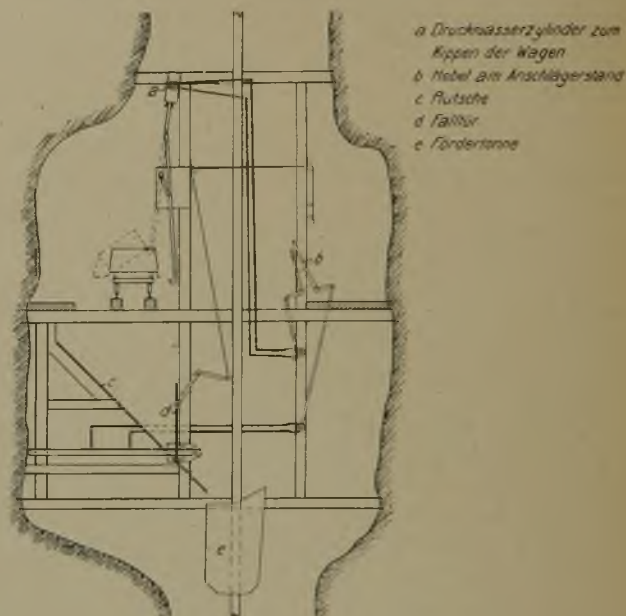 a Druckwasserzylinder zum
Kippen der Wagen
b Hebel am Anschlägerstand
c Rutsche
d Falltür
e Fördertonne
a
b
c
d
e